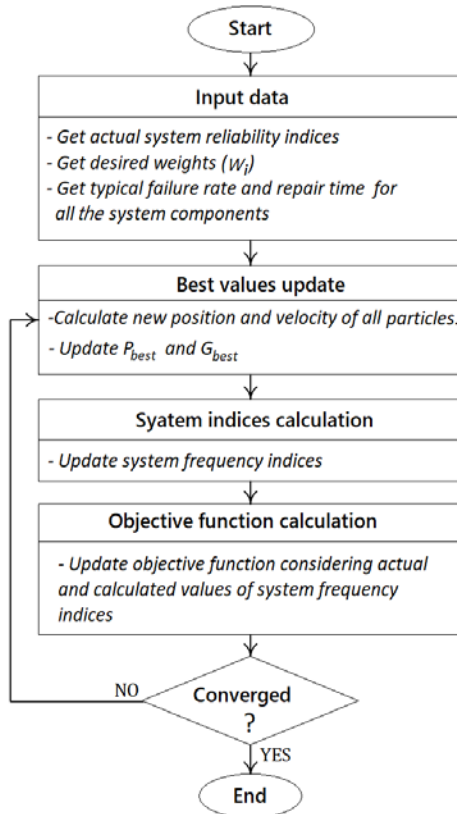 Start
Input data
- Get actual system reliability indices
- Get desired weights (Wi)
- Get typical failure rate and repair time for
all the system components
Best values update
-Calculate new position and velocity of all particles.
- Update Pbest and Gbest
Syatem indices calculation
- Update system frequency indices
Objective function calculation
- Update objective function considering actual
and calculated values of system frequency
indices
NO
Converged
?
YES
End